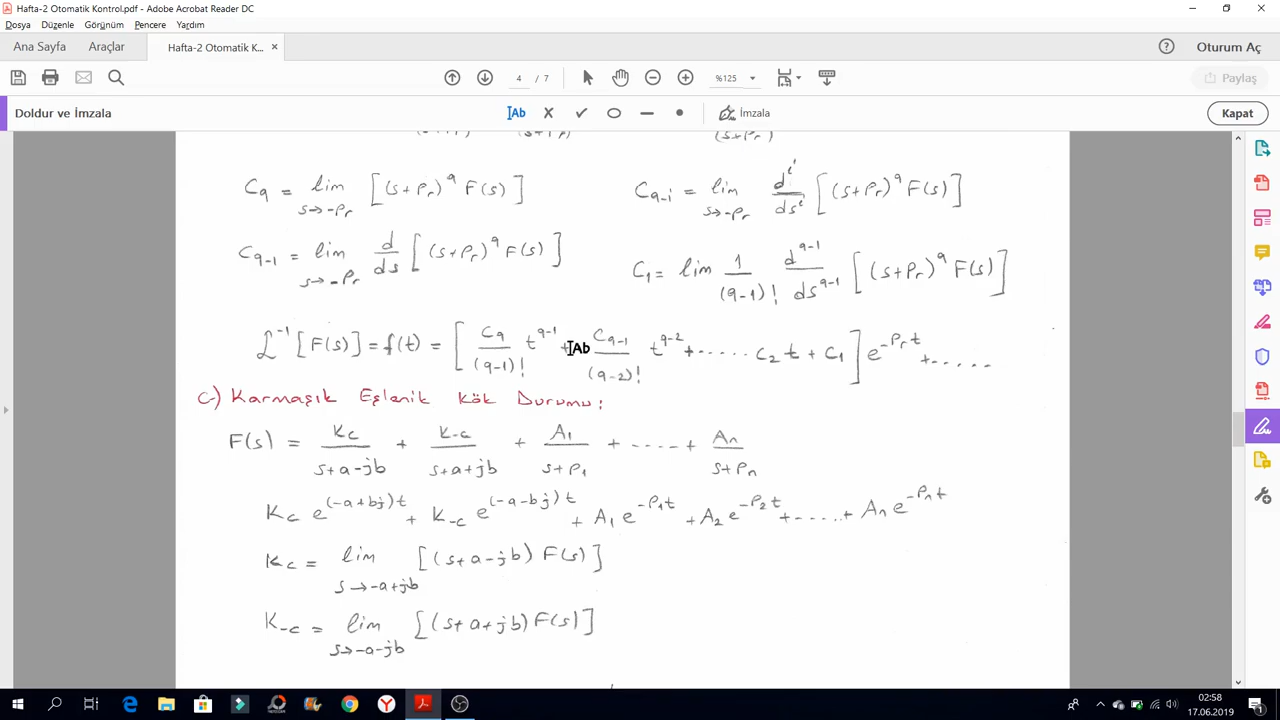 Hafta-2 Otomatik Kontrol.pdf - Adobe Acrobat Reader DC
Dosya Düzenle Görünüm Pencere Yardım
Ana Sayfa Araçlar Hafta-2 Otomatik K... × Oturum Aç
4 / 7 %125 Paylaş
Doldur ve İmzala Ab İmzala Kapat
(s+Pr)
Cq = lim s→-Pr [(s+Pr)^q F(s)] Cq-i = lim s→-Pr d^i/ds^i [(s+Pr)^q F(s)]
Cq-1 = lim s→-Pr d/ds [(s+Pr)^q F(s)] C1 = lim 1/(q-1)! d^q-1/ds^q-1 [(s+Pr)^q F(s)]
L^-1 [F(s)] = f(t) = [Cq/(q-1)! t^q-1 + Cq-1/(q-2)! t^q-2 + ...... C2 t + C1] e^-Prt + .....
c) Karmaşık Eşlenik Kök Durumu:
F(s) = Kc/(s+a-jb) + K-c/(s+a+jb) + A1/(s+P1) + ..... + An/(s+Pn)
Kc e^(-a+bj)t + K-c e^(-a-bj)t + A1 e^-P1t + A2 e^-P2t + ..... + An e^-Pnt
Kc = lim s→-a+jb [(s+a-jb) F(s)]
K-c = lim s→-a-jb [(s+a+jb) F(s)]
02:58
17.06.2019